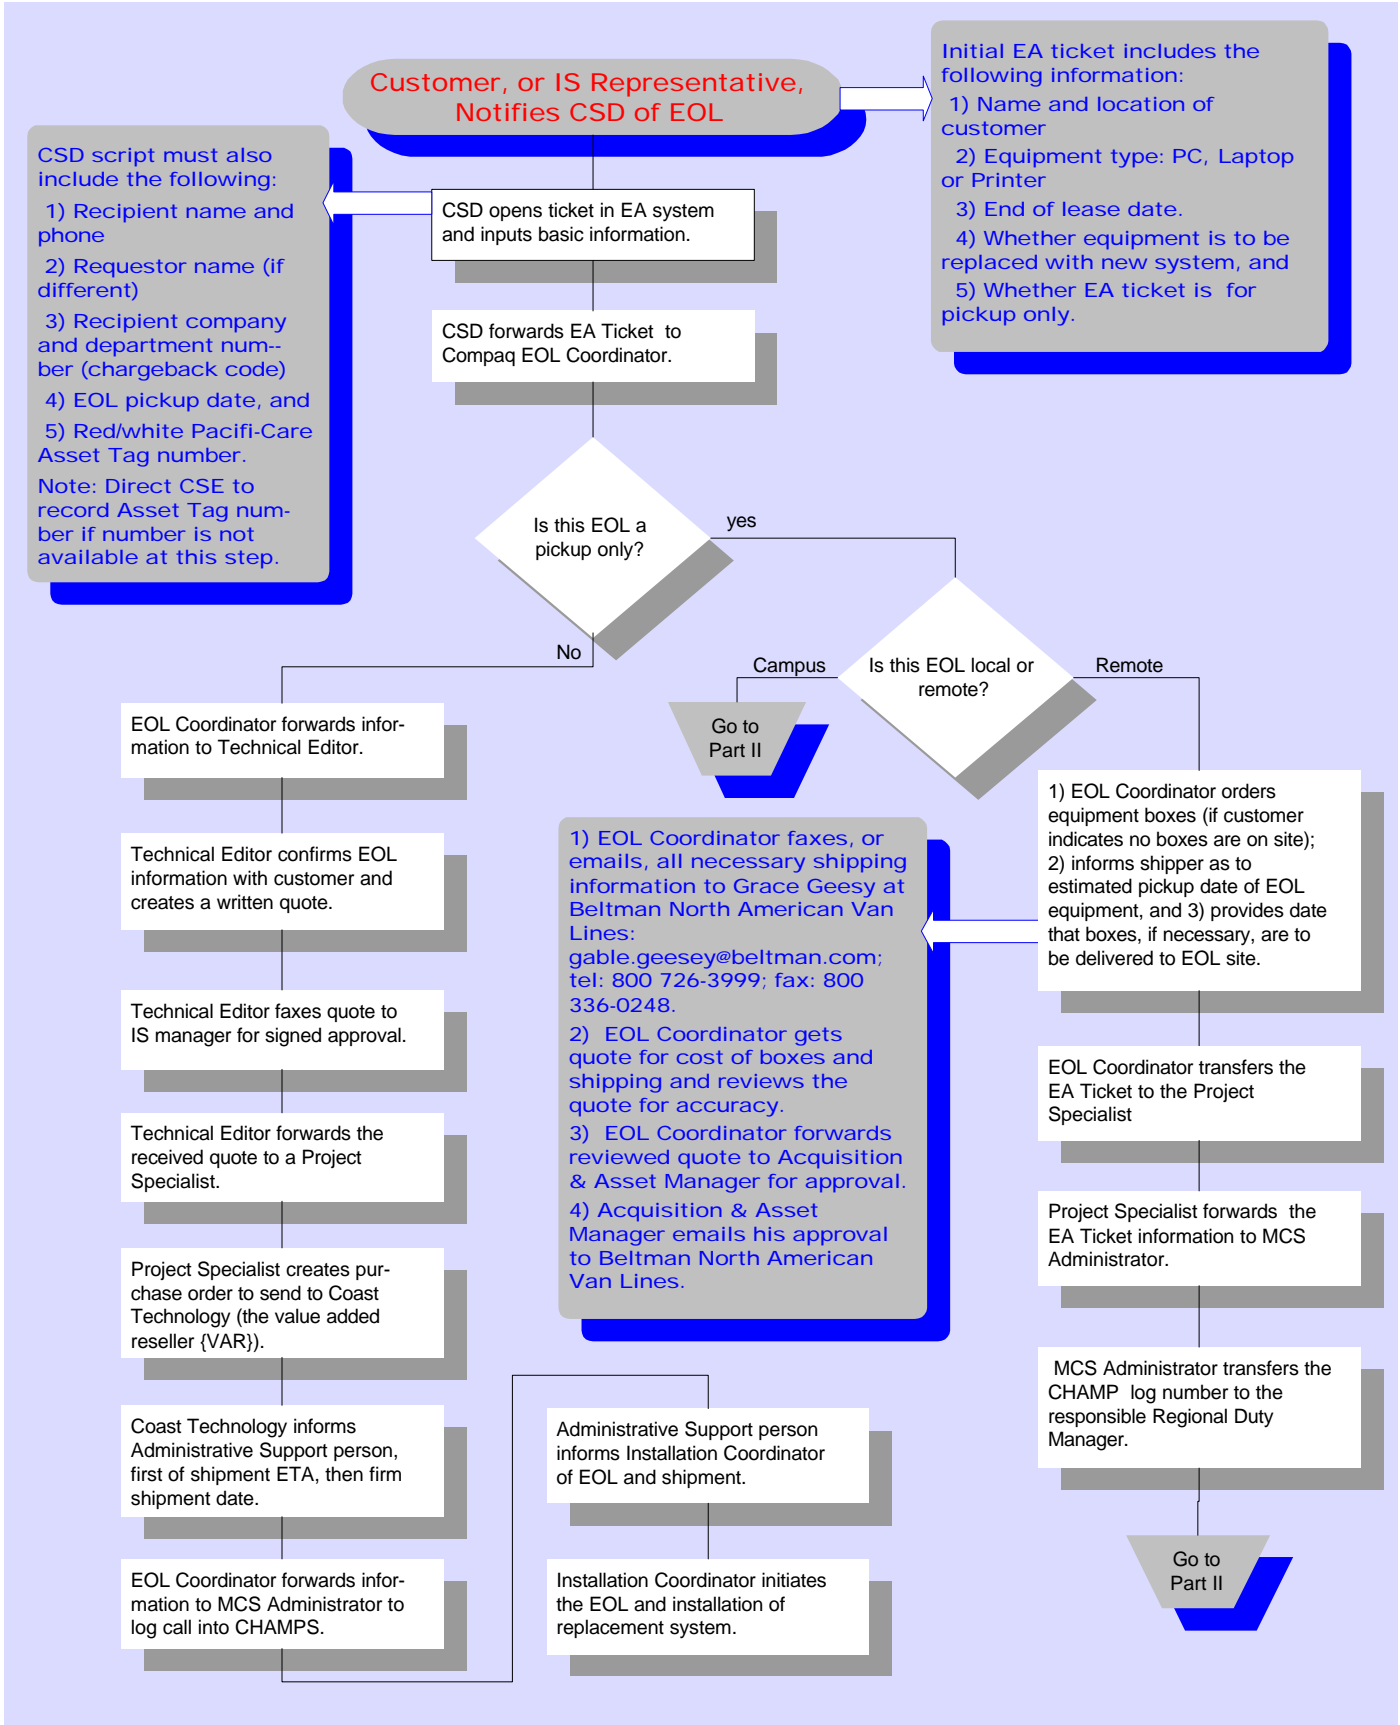 Customer, or IS Representative,
Notifies CSD of EOL
Initial EA ticket includes the
following information:
1) Name and location of
customer
2) Equipment type: PC, Laptop
or Printer
3) End of lease date.
4) Whether equipment is to be
replaced with new system, and
5) Whether EA ticket is for
pickup only.
CSD script must also
include the following:
1) Recipient name and
phone
2) Requestor name (if
different)
3) Recipient company
and department num--
ber (chargeback code)
4) EOL pickup date, and
5) Red/white Pacifi-Care
Asset Tag number.
Note: Direct CSE to
record Asset Tag num-
ber if number is not
available at this step.
CSD opens ticket in EA system
and inputs basic information.
CSD forwards EA Ticket to
Compaq EOL Coordinator.
Is this EOL a
pickup only?
yes
No
Is this EOL local or
remote?
Campus
Remote
Go to
Part II
EOL Coordinator forwards infor-
mation to Technical Editor.
Technical Editor confirms EOL
information with customer and
creates a written quote.
Technical Editor faxes quote to
IS manager for signed approval.
Technical Editor forwards the
received quote to a Project
Specialist.
Project Specialist creates pur-
chase order to send to Coast
Technology (the value added
reseller {VAR}).
Coast Technology informs
Administrative Support person,
first of shipment ETA, then firm
shipment date.
EOL Coordinator forwards infor-
mation to MCS Administrator to
log call into CHAMPS.
Administrative Support person
informs Installation Coordinator
of EOL and shipment.
Installation Coordinator initiates
the EOL and installation of
replacement system.
1) EOL Coordinator faxes, or
emails, all necessary shipping
information to Grace Geesy at
Beltman North American Van
Lines:
gable.geesey@beltman.com;
tel: 800 726-3999; fax: 800
336-0248.
2) EOL Coordinator gets
quote for cost of boxes and
shipping and reviews the
quote for accuracy.
3) EOL Coordinator forwards
reviewed quote to Acquisition
& Asset Manager for approval.
4) Acquisition & Asset
Manager emails his approval
to Beltman North American
Van Lines.
1) EOL Coordinator orders
equipment boxes (if customer
indicates no boxes are on site);
2) informs shipper as to
estimated pickup date of EOL
equipment, and 3) provides date
that boxes, if necessary, are to
be delivered to EOL site.
EOL Coordinator transfers the
EA Ticket to the Project
Specialist
Project Specialist forwards the
EA Ticket information to MCS
Administrator.
MCS Administrator transfers the
CHAMP log number to the
responsible Regional Duty
Manager.
Go to
Part II